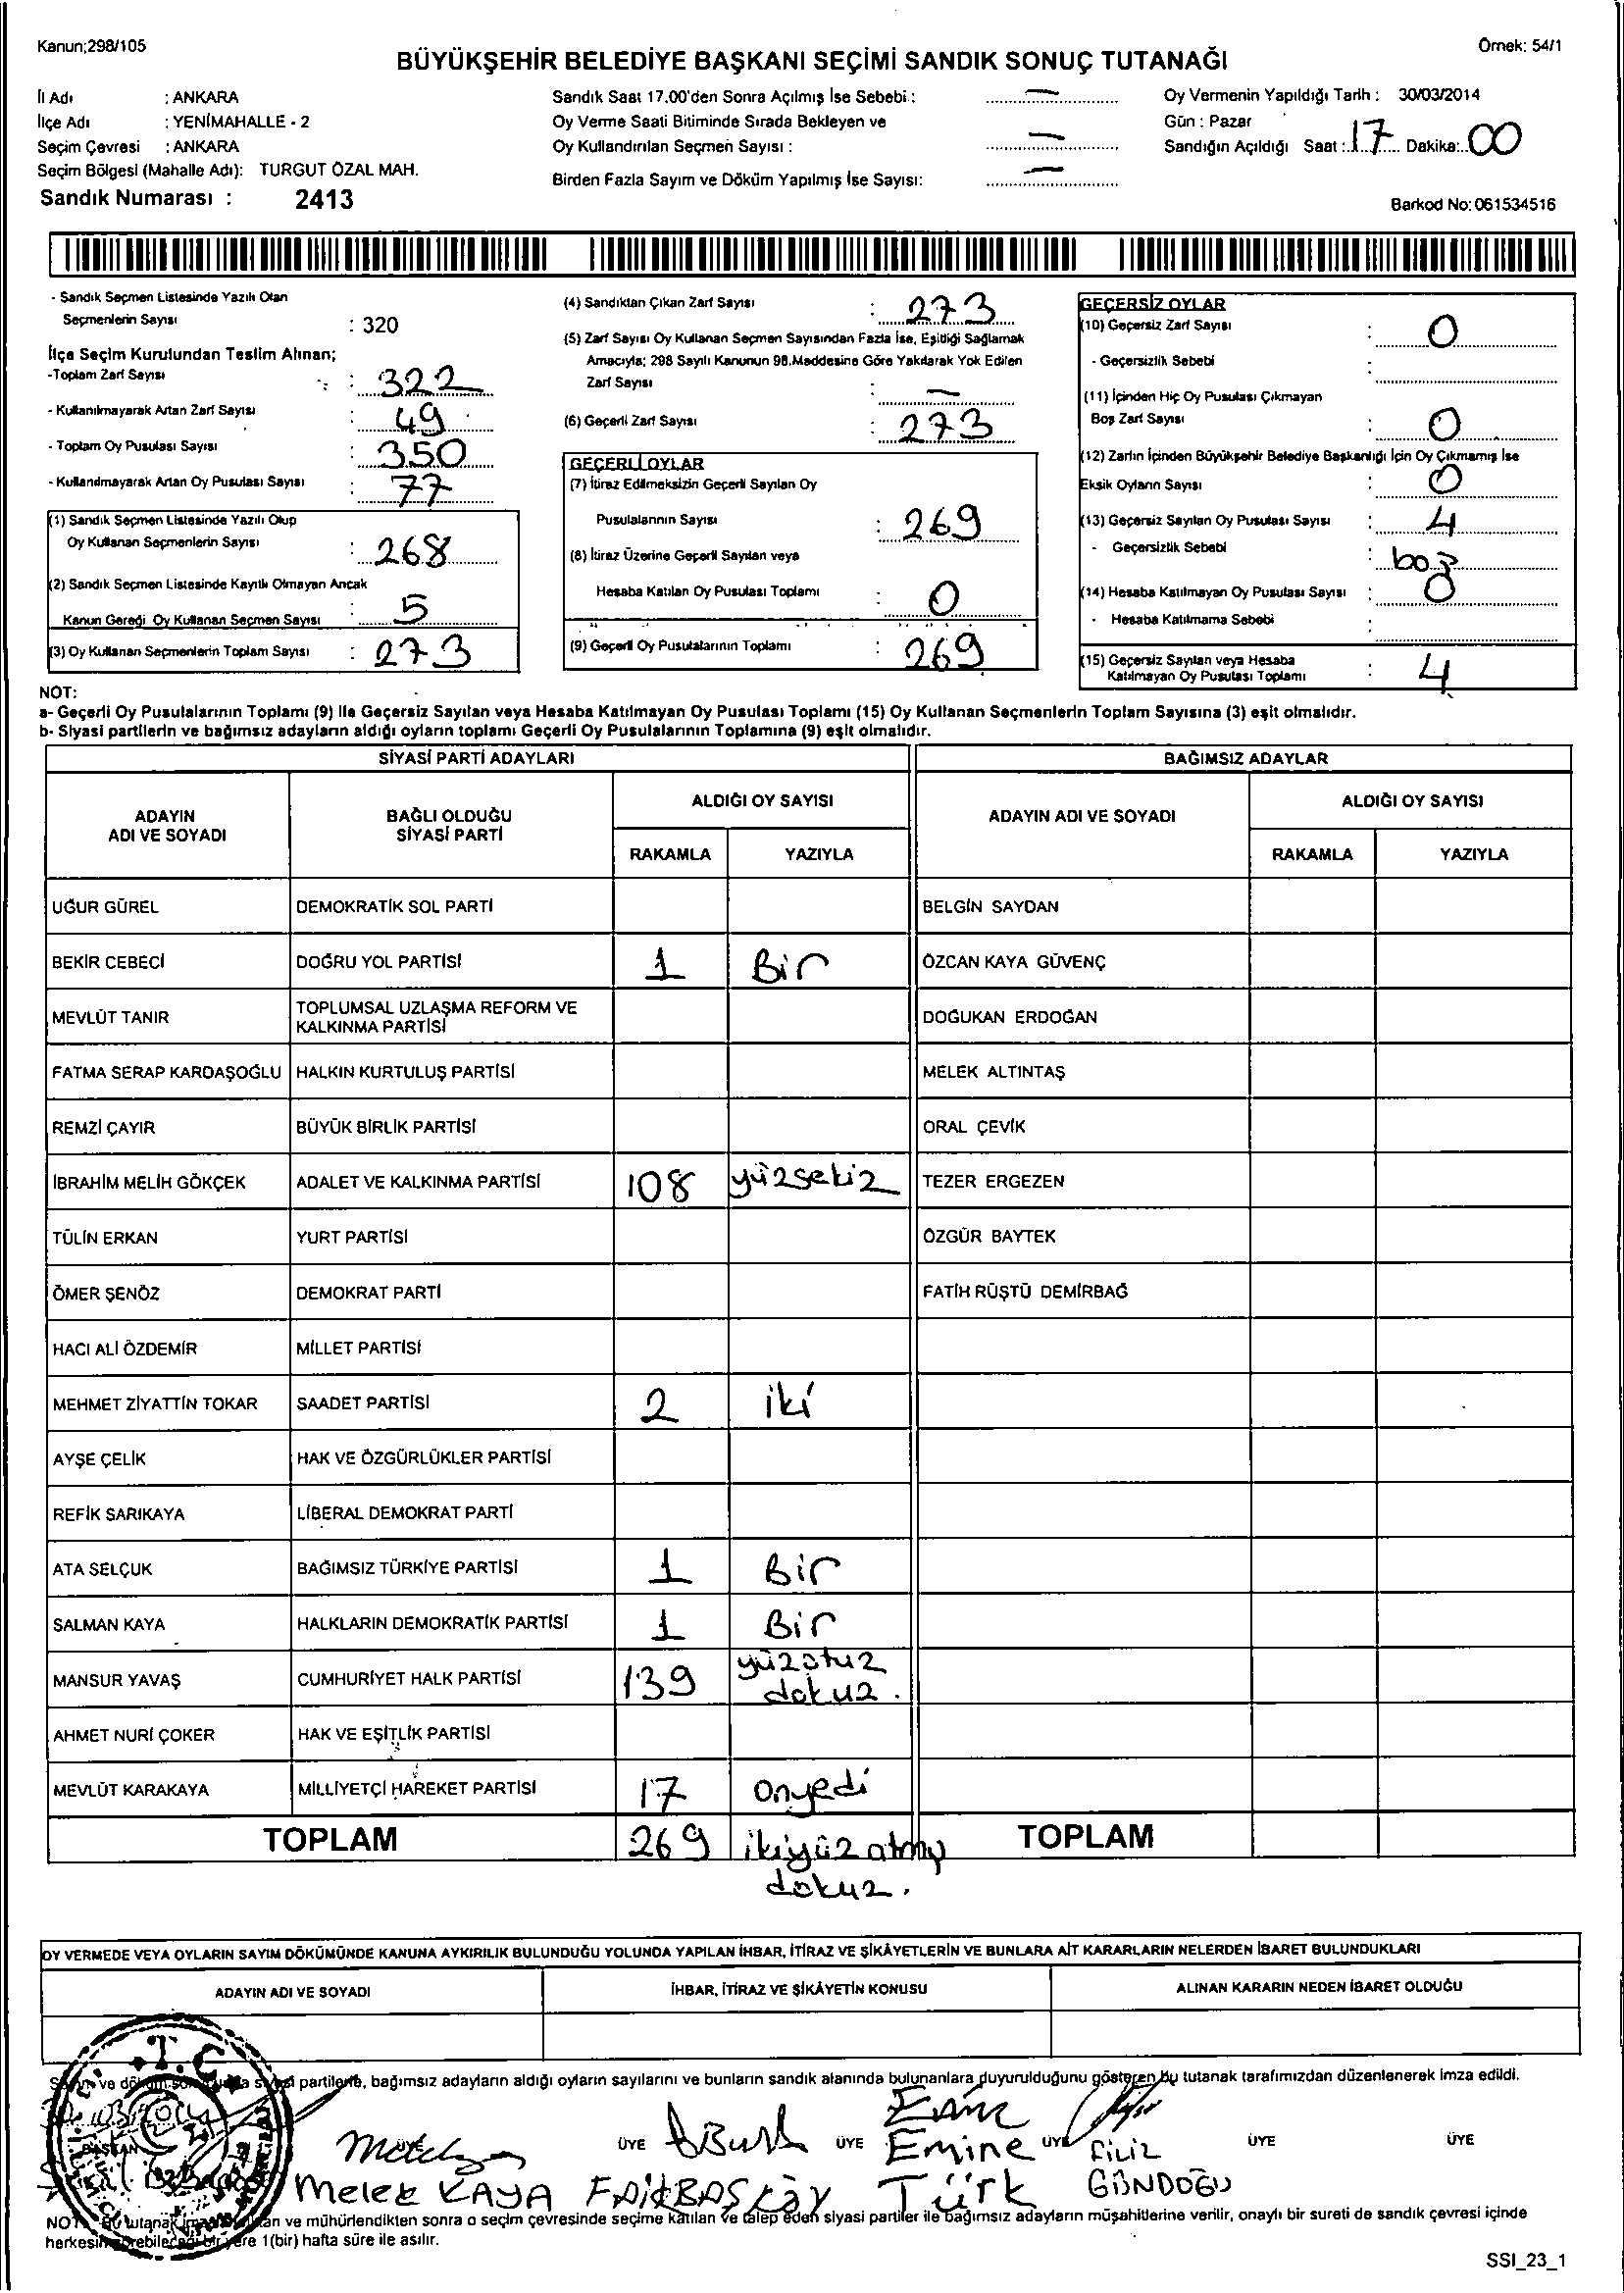 Kanun;298/105
Örnek: 54/1
BÜYÜKŞEHİR BELEDİYE BAŞKANI SEÇİMİ SANDIK SONUÇ TUTANAĞI
İl Adı : ANKARA
İlçe Adı : YENİMAHALLE - 2
Seçim Çevresi : ANKARA
Seçim Bölgesi (Mahalle Adı): TURGUT ÖZAL MAH.
Sandık Numarası : 2413
Sandık Saat 17.00'den Sonra Açılmış İse Sebebi : —
Oy Verme Saati Bitiminde Sırada Bekleyen ve
Oy Kullandırılan Seçmen Sayısı : —
Birden Fazla Sayım ve Döküm Yapılmış İse Sayısı: —
Oy Vermenin Yapıldığı Tarih : 30/03/2014
Gün : Pazar
Sandığın Açıldığı Saat : 17 Dakika: 00
Barkod No: 061534516
- Sandık Seçmen Listesinde Yazılı Olan
Seçmenlerin Sayısı : 320
İlçe Seçim Kurulundan Teslim Alınan;
-Toplam Zarf Sayısı : 322
- Kullanılmayarak Artan Zarf Sayısı : 49
- Toplam Oy Pusulası Sayısı : 350
- Kullanılmayarak Artan Oy Pusulası Sayısı : 77
(1) Sandık Seçmen Listesinde Yazılı Olup
Oy Kullanan Seçmenlerin Sayısı : 268
(2) Sandık Seçmen Listesinde Kayıtlı Olmayan Ancak
Kanun Gereği Oy Kullanan Seçmen Sayısı : 5
(3) Oy Kullanan Seçmenlerin Toplam Sayısı : 273
(4) Sandıktan Çıkan Zarf Sayısı : 273
(5) Zarf Sayısı Oy Kullanan Seçmen Sayısından Fazla İse, Eşitliği Sağlamak
Amacıyla; 298 Sayılı Kanunun 98.Maddesine Göre Yakılarak Yok Edilen
Zarf Sayısı : —
(6) Geçerli Zarf Sayısı : 273
GEÇERLİ OYLAR
(7) İtiraz Edilmeksizin Geçerli Sayılan Oy
Pusulalarının Sayısı : 269
(8) İtiraz Üzerine Geçerli Sayılan veya
Hesaba Katılan Oy Pusulası Toplamı : 0
(9) Geçerli Oy Pusulalarının Toplamı : 269
GEÇERSİZ OYLAR
(10) Geçersiz Zarf Sayısı : 0
- Geçersizlik Sebebi :
(11) İçinden Hiç Oy Pusulası Çıkmayan
Boş Zarf Sayısı : 0
(12) Zarfın İçinden Büyükşehir Belediye Başkanlığı İçin Oy Çıkmamış İse
Eksik Oyların Sayısı : 0
(13) Geçersiz Sayılan Oy Pusulası Sayısı : 4
- Geçersizlik Sebebi : boş
(14) Hesaba Katılmayan Oy Pusulası Sayısı : 0
- Hesaba Katılmama Sebebi :
(15) Geçersiz Sayılan veya Hesaba
Katılmayan Oy Pusulası Toplamı : 4
NOT:
a- Geçerli Oy Pusulalarının Toplamı (9) ile Geçersiz Sayılan veya Hesaba Katılmayan Oy Pusulası Toplamı (15) Oy Kullanan Seçmenlerin Toplam Sayısına (3) eşit olmalıdır.
b- Siyasi partilerin ve bağımsız adayların aldığı oyların toplamı Geçerli Oy Pusulalarının Toplamına (9) eşit olmalıdır.
SİYASİ PARTİ ADAYLARI BAĞIMSIZ ADAYLAR
ADAYIN ADI VE SOYADI BAĞLI OLDUĞU SİYASİ PARTİ ALDIĞI OY SAYISI ADAYIN ADI VE SOYADI ALDIĞI OY SAYISI
RAKAMLA YAZIYLA RAKAMLA YAZIYLA
UĞUR GÜREL DEMOKRATİK SOL PARTİ BELGİN SAYDAN
BEKİR CEBECİ DOĞRU YOL PARTİSİ 1 Bir ÖZCAN KAYA GÜVENÇ
MEVLÜT TANIR TOPLUMSAL UZLAŞMA REFORM VE KALKINMA PARTİSİ DOĞUKAN ERDOĞAN
FATMA SERAP KARDAŞOĞLU HALKIN KURTULUŞ PARTİSİ MELEK ALTINTAŞ
REMZİ ÇAYIR BÜYÜK BİRLİK PARTİSİ ORAL ÇEVİK
İBRAHİM MELİH GÖKÇEK ADALET VE KALKINMA PARTİSİ 108 yüzsekiz TEZER ERGEZEN
TÜLİN ERKAN YURT PARTİSİ ÖZGÜR BAYTEK
ÖMER ŞENÖZ DEMOKRAT PARTİ FATİH RÜŞTÜ DEMİRBAĞ
HACI ALİ ÖZDEMİR MİLLET PARTİSİ
MEHMET ZİYATTİN TOKAR SAADET PARTİSİ 2 iki
AYŞE ÇELİK HAK VE ÖZGÜRLÜKLER PARTİSİ
REFİK SARIKAYA LİBERAL DEMOKRAT PARTİ
ATA SELÇUK BAĞIMSIZ TÜRKİYE PARTİSİ 1 Bir
SALMAN KAYA HALKLARIN DEMOKRATİK PARTİSİ 1 Bir
MANSUR YAVAŞ CUMHURİYET HALK PARTİSİ 139 yüzotuz dokuz.
AHMET NURİ ÇOKER HAK VE EŞİTLİK PARTİSİ
MEVLÜT KARAKAYA MİLLİYETÇİ HAREKET PARTİSİ 17 onyedi
TOPLAM 269 ikiyüz atmış dokuz. TOPLAM
OY VERMEDE VEYA OYLARIN SAYIM DÖKÜMÜNDE KANUNA AYKIRILIK BULUNDUĞU YOLUNDA YAPILAN İHBAR, İTİRAZ VE ŞİKÂYETLERİN VE BUNLARA AİT KARARLARIN NELERDEN İBARET BULUNDUKLARI
ADAYIN ADI VE SOYADI İHBAR, İTİRAZ VE ŞİKÂYETİN KONUSU ALINAN KARARIN NEDEN İBARET OLDUĞU
T.C.
Sayım ve döküm siyasi partilerle, bağımsız adayların aldığı oyların sayılarını ve bunların sandık alanında bulunanlara duyurulduğunu gösteren bu tutanak tarafımızdan düzenlenerek imza edildi.
BAŞKAN ÜYE ÜYE ÜYE ÜYE ÜYE
Melek KAYA FAİK BAŞKÖY Emine Türk Filiz GÜNDOĞU
NOT: Bu tutanak ve mühürlendikten sonra o seçim çevresinde seçime katılan ve talep eden siyasi partiler ile bağımsız adayların müşahitlerine verilir, onaylı bir sureti de sandık çevresi içinde
herkesin görebileceği bir yere 1(bir) hafta süre ile asılır.
SSI_23_1